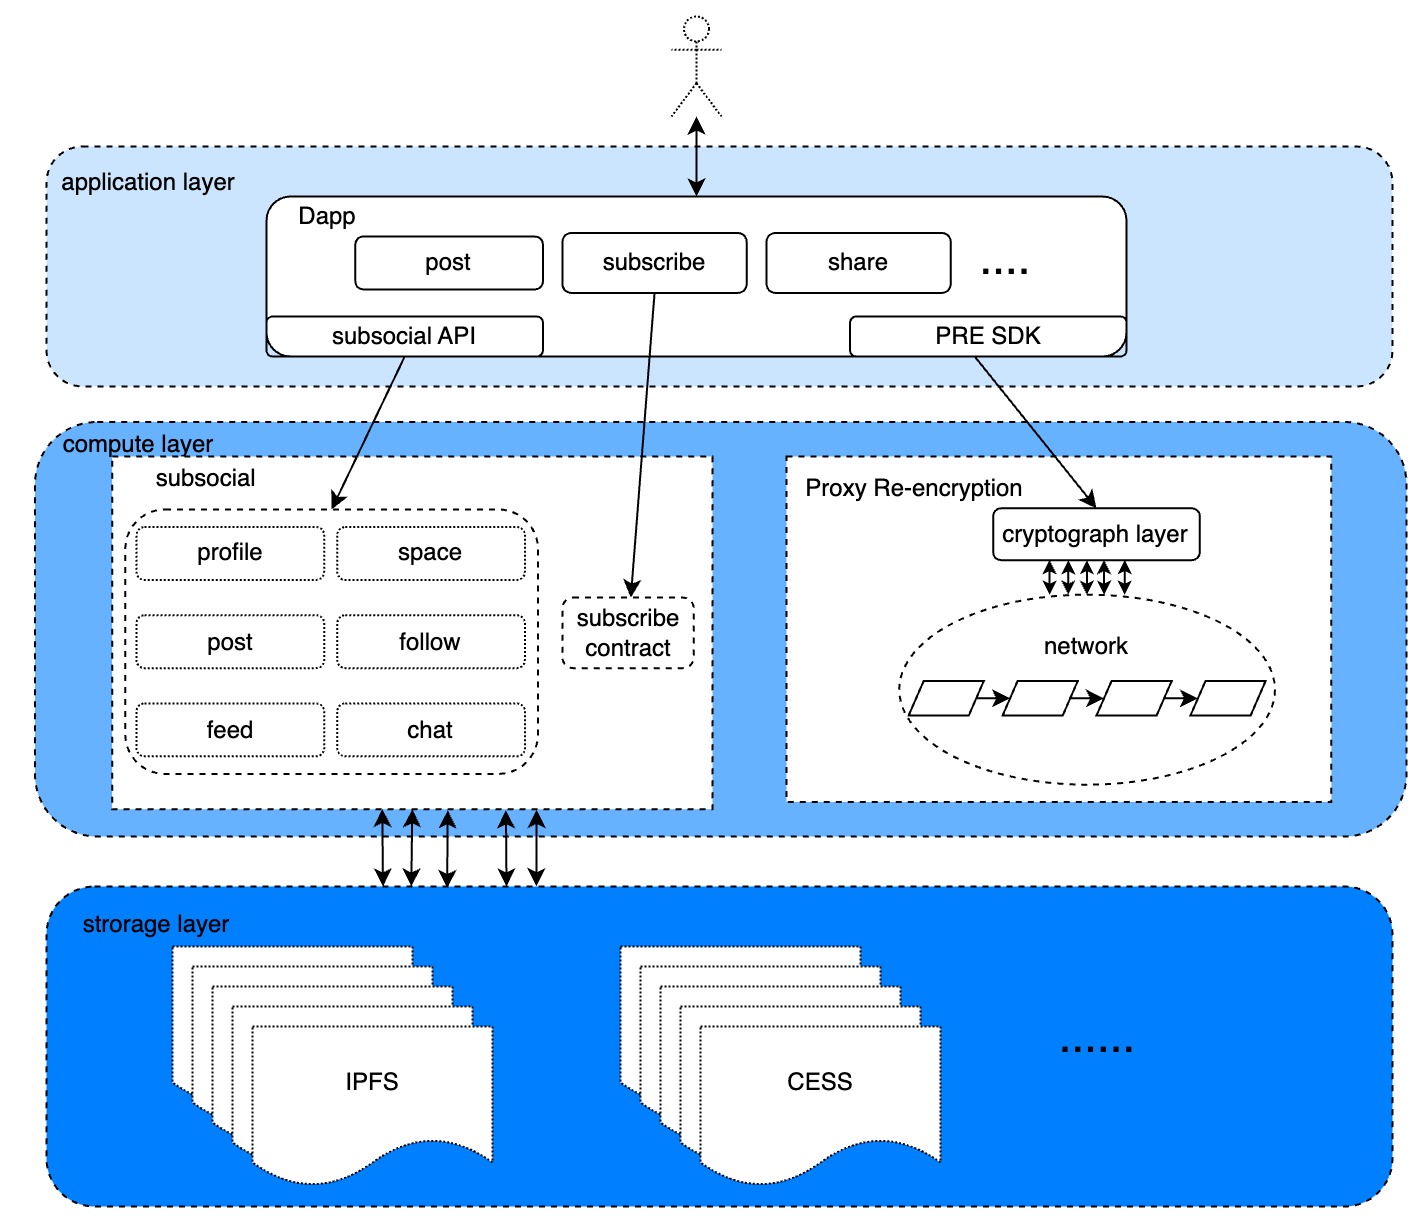 application layer
Dapp
post
subscribe
share
....
subsocial API
PRE SDK
compute layer
subsocial
Proxy Re-encryption
profile
space
cryptograph layer
post
follow
subscribe
contract
network
feed
chat
strorage layer
IPFS
CESS
......